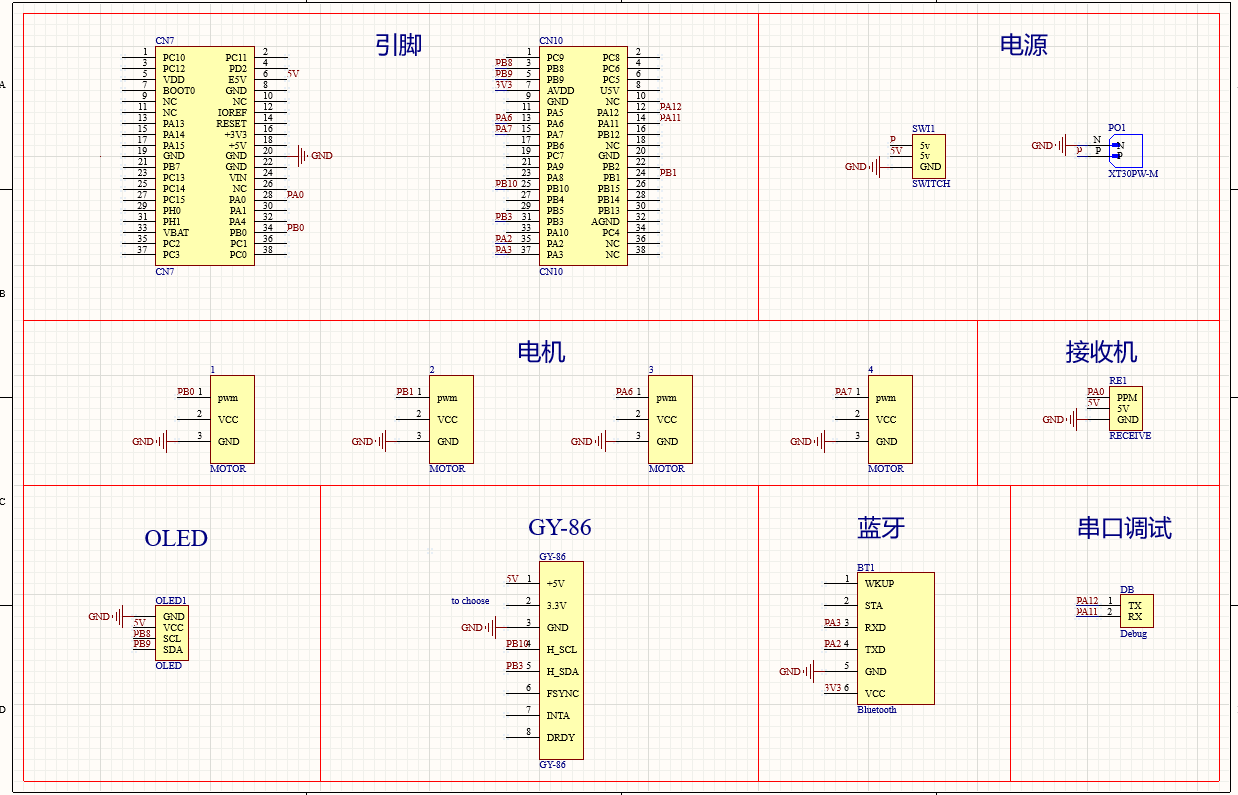 引脚
电源
CN7
1 PC10 PC11 2
3 PC12 PD2 4
5 VDD E5V 6 5V
7 BOOT0 GND 8
9 NC NC 10
11 NC IOREF 12
13 PA13 RESET 14
15 PA14 +3V3 16
17 PA15 +5V 18
19 GND GND 20 GND
21 PB7 GND 22
23 PC13 VIN 24
25 PC14 NC 26
27 PC15 PA0 28 PA0
29 PH0 PA1 30
31 PH1 PA4 32
33 VBAT PB0 34 PB0
35 PC2 PC1 36
37 PC3 PC0 38
CN7
CN10
1 PC9 PC8 2
PB8 3 PB8 PC6 4
PB9 5 PB9 PC5 6
3V3 7 AVDD U5V 8
9 GND NC 10
11 PA5 PA12 12 PA12
PA6 13 PA6 PA11 14 PA11
PA7 15 PA7 PB12 16
17 PB6 NC 18
19 PC7 GND 20
21 PA9 PB2 22
23 PA8 PB1 24 PB1
PB10 25 PB10 PB15 26
27 PB4 PB14 28
29 PB5 PB13 30
PB3 31 PB3 AGND 32
33 PA10 PC4 34
PA2 35 PA2 NC 36
PA3 37 PA3 NC 38
CN10
SWI1
P 5v
5V 5v
GND GND
SWITCH
PO1
GND N N
P P P
XT30PW-M
电机
1
PB0 1 pwm
2 VCC
GND 3 GND
MOTOR
2
PB1 1 pwm
2 VCC
GND 3 GND
MOTOR
3
PA6 1 pwm
2 VCC
GND 3 GND
MOTOR
4
PA7 1 pwm
2 VCC
GND 3 GND
MOTOR
接收机
RE1
PA0 PPM
5V 5V
GND GND
RECEIVE
OLED
OLED1
GND GND
5V VCC
PB8 SCL
PB9 SDA
OLED
GY-86
GY-86
5V 1 +5V
to choose 2 3.3V
GND 3 GND
PB10 4 H_SCL
PB3 5 H_SDA
6 FSYNC
7 INTA
8 DRDY
GY-86
蓝牙
BT1
1 WKUP
2 STA
PA3 3 RXD
PA2 4 TXD
GND 5 GND
3V3 6 VCC
Bluetooth
串口调试
DB
PA12 1 TX
PA11 2 RX
Debug
A
B
C
D